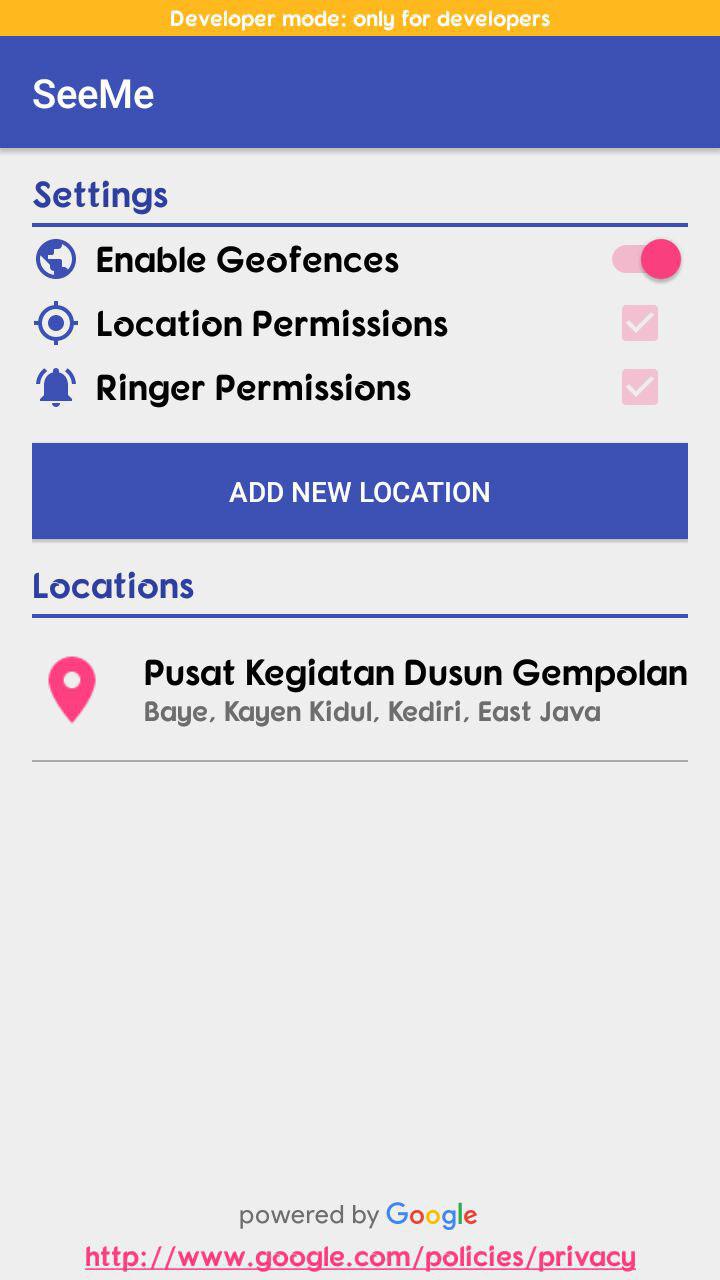 Developer mode: only for developers
SeeMe
Settings
Enable Geofences
Location Permissions
Ringer Permissions
ADD NEW LOCATION
Locations
Pusat Kegiatan Dusun Gempolan
Baye, Kayen Kidul, Kediri, East Java
powered by Google
http://www.google.com/policies/privacy